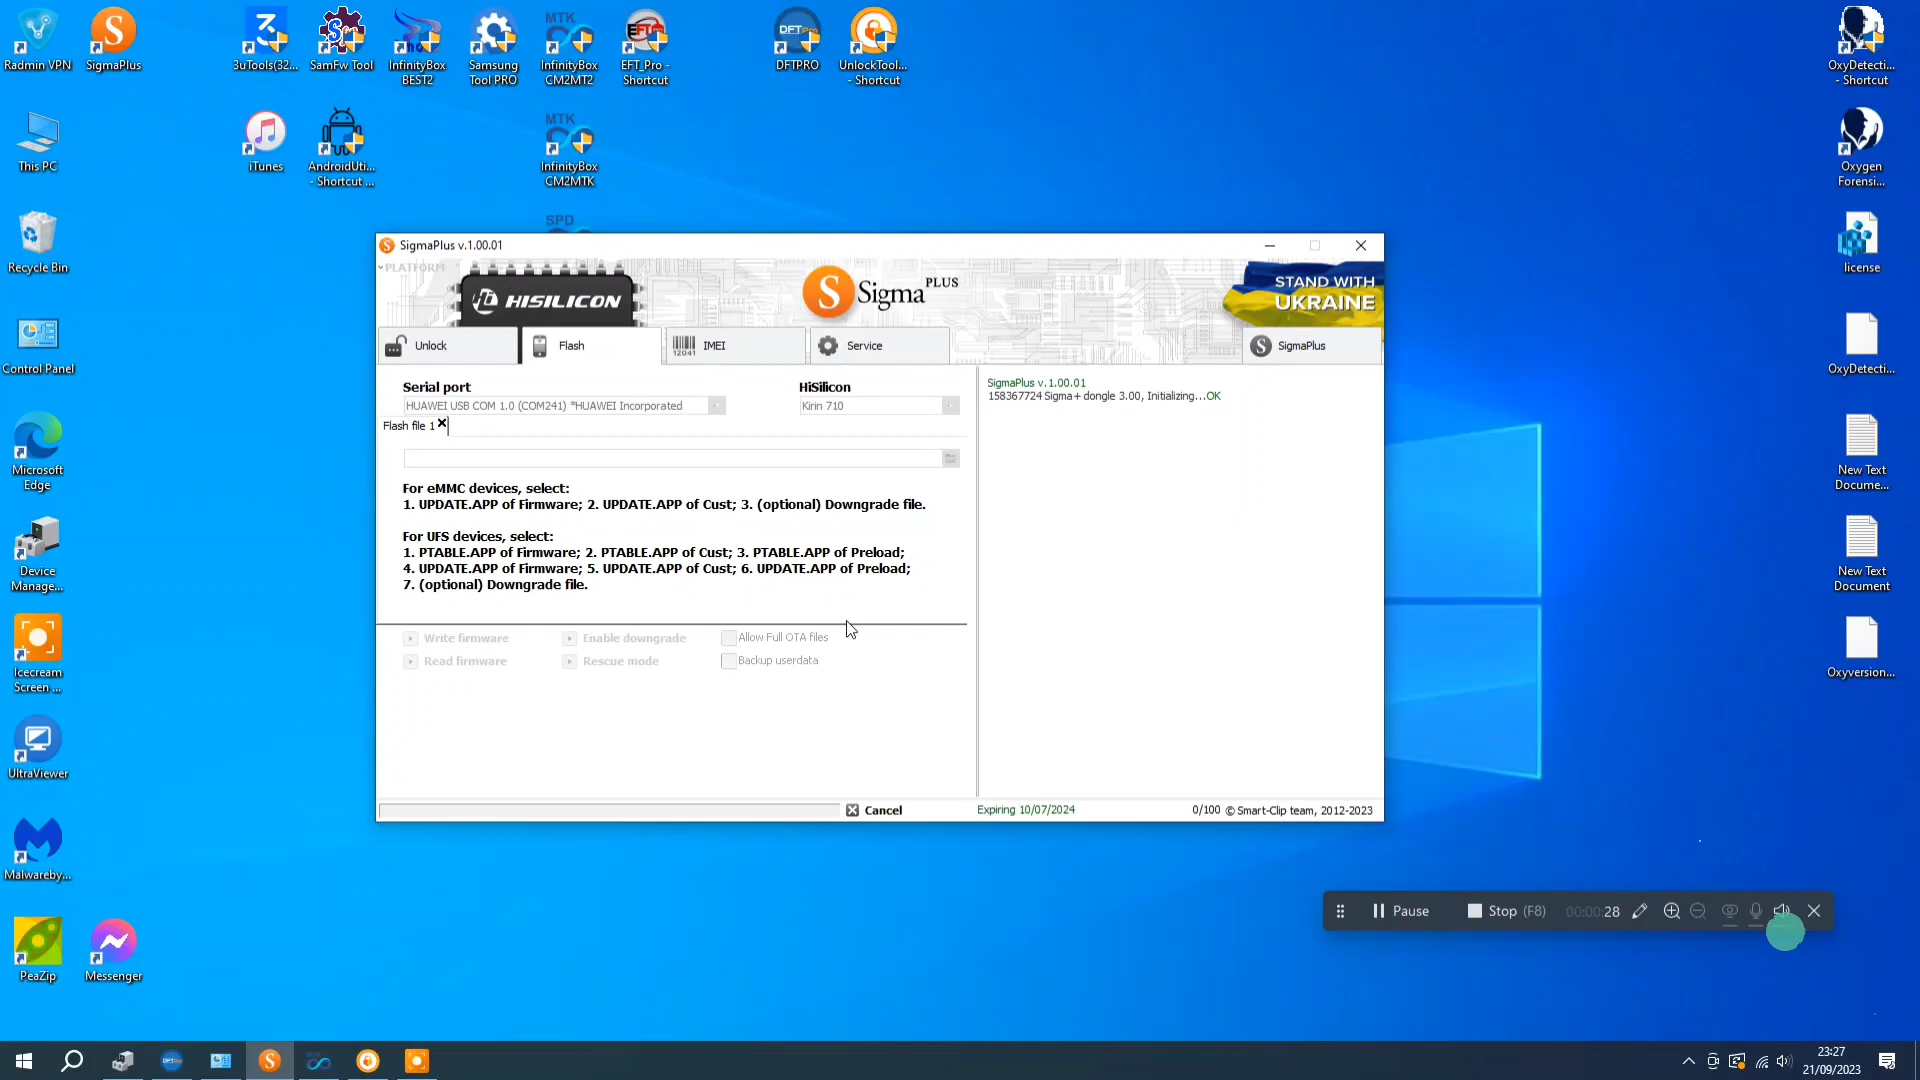 Radmin VPN
SigmaPlus
3uTools(32...
SamFw Tool
InfinityBox
BEST2
Samsung
Tool PRO
MTK
InfinityBox
CM2MT2
EFT_Pro -
Shortcut
DFTPRO
UnlockTool...
- Shortcut
OxyDetecti...
- Shortcut
This PC
iTunes
AndroidUti...
- Shortcut ...
MTK
InfinityBox
CM2MTK
Oxygen
Forensi...
SPD
Recycle Bin
license
Control Panel
OxyDetecti...
Microsoft
Edge
New Text
Docume...
Device
Manage...
New Text
Document
Icecream
Screen ...
Oxyversion...
UltraViewer
Malwareby...
PeaZip
Messenger
SigmaPlus v.1.00.01
PLATFORM
HISILICON
S Sigma PLUS
STAND WITH
UKRAINE
Unlock
Flash
12041
IMEI
Service
SigmaPlus
Serial port
HiSilicon
HUAWEI USB COM 1.0 (COM241) *HUAWEI Incorporated
Kirin 710
Flash file 1
For eMMC devices, select:
1. UPDATE.APP of Firmware; 2. UPDATE.APP of Cust; 3. (optional) Downgrade file.
For UFS devices, select:
1. PTABLE.APP of Firmware; 2. PTABLE.APP of Cust; 3. PTABLE.APP of Preload;
4. UPDATE.APP of Firmware; 5. UPDATE.APP of Cust; 6. UPDATE.APP of Preload;
7. (optional) Downgrade file.
Write firmware
Enable downgrade
Allow Full OTA files
Read firmware
Rescue mode
Backup userdata
SigmaPlus v.1.00.01
158367724 Sigma+ dongle 3.00, Initializing...OK
Cancel
Expiring 10/07/2024
0/100 © Smart-Clip team, 2012-2023
Pause
Stop (F8)
00:00:28
23:27
21/09/2023